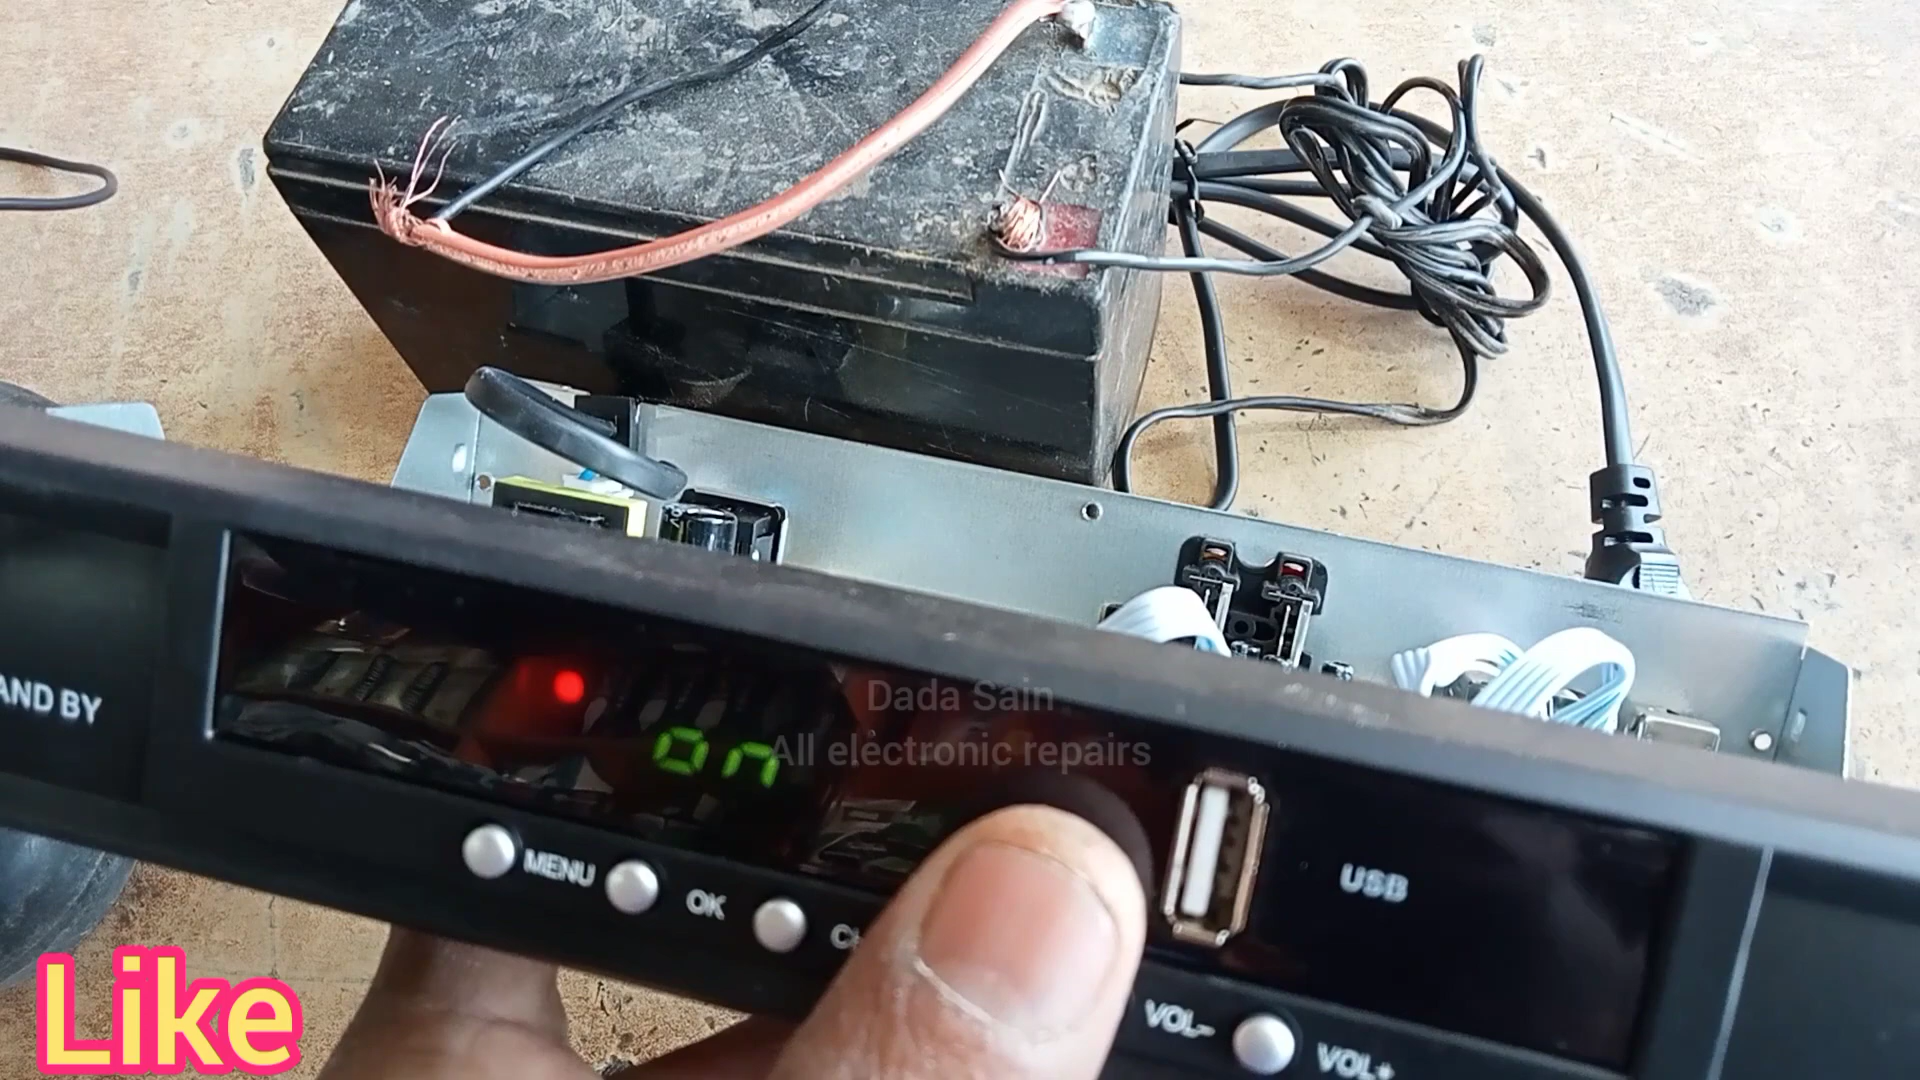 AND BY
on
Dada Sain
All electronic repairs
MENU
OK
USB
VOL-
VOL+
Like